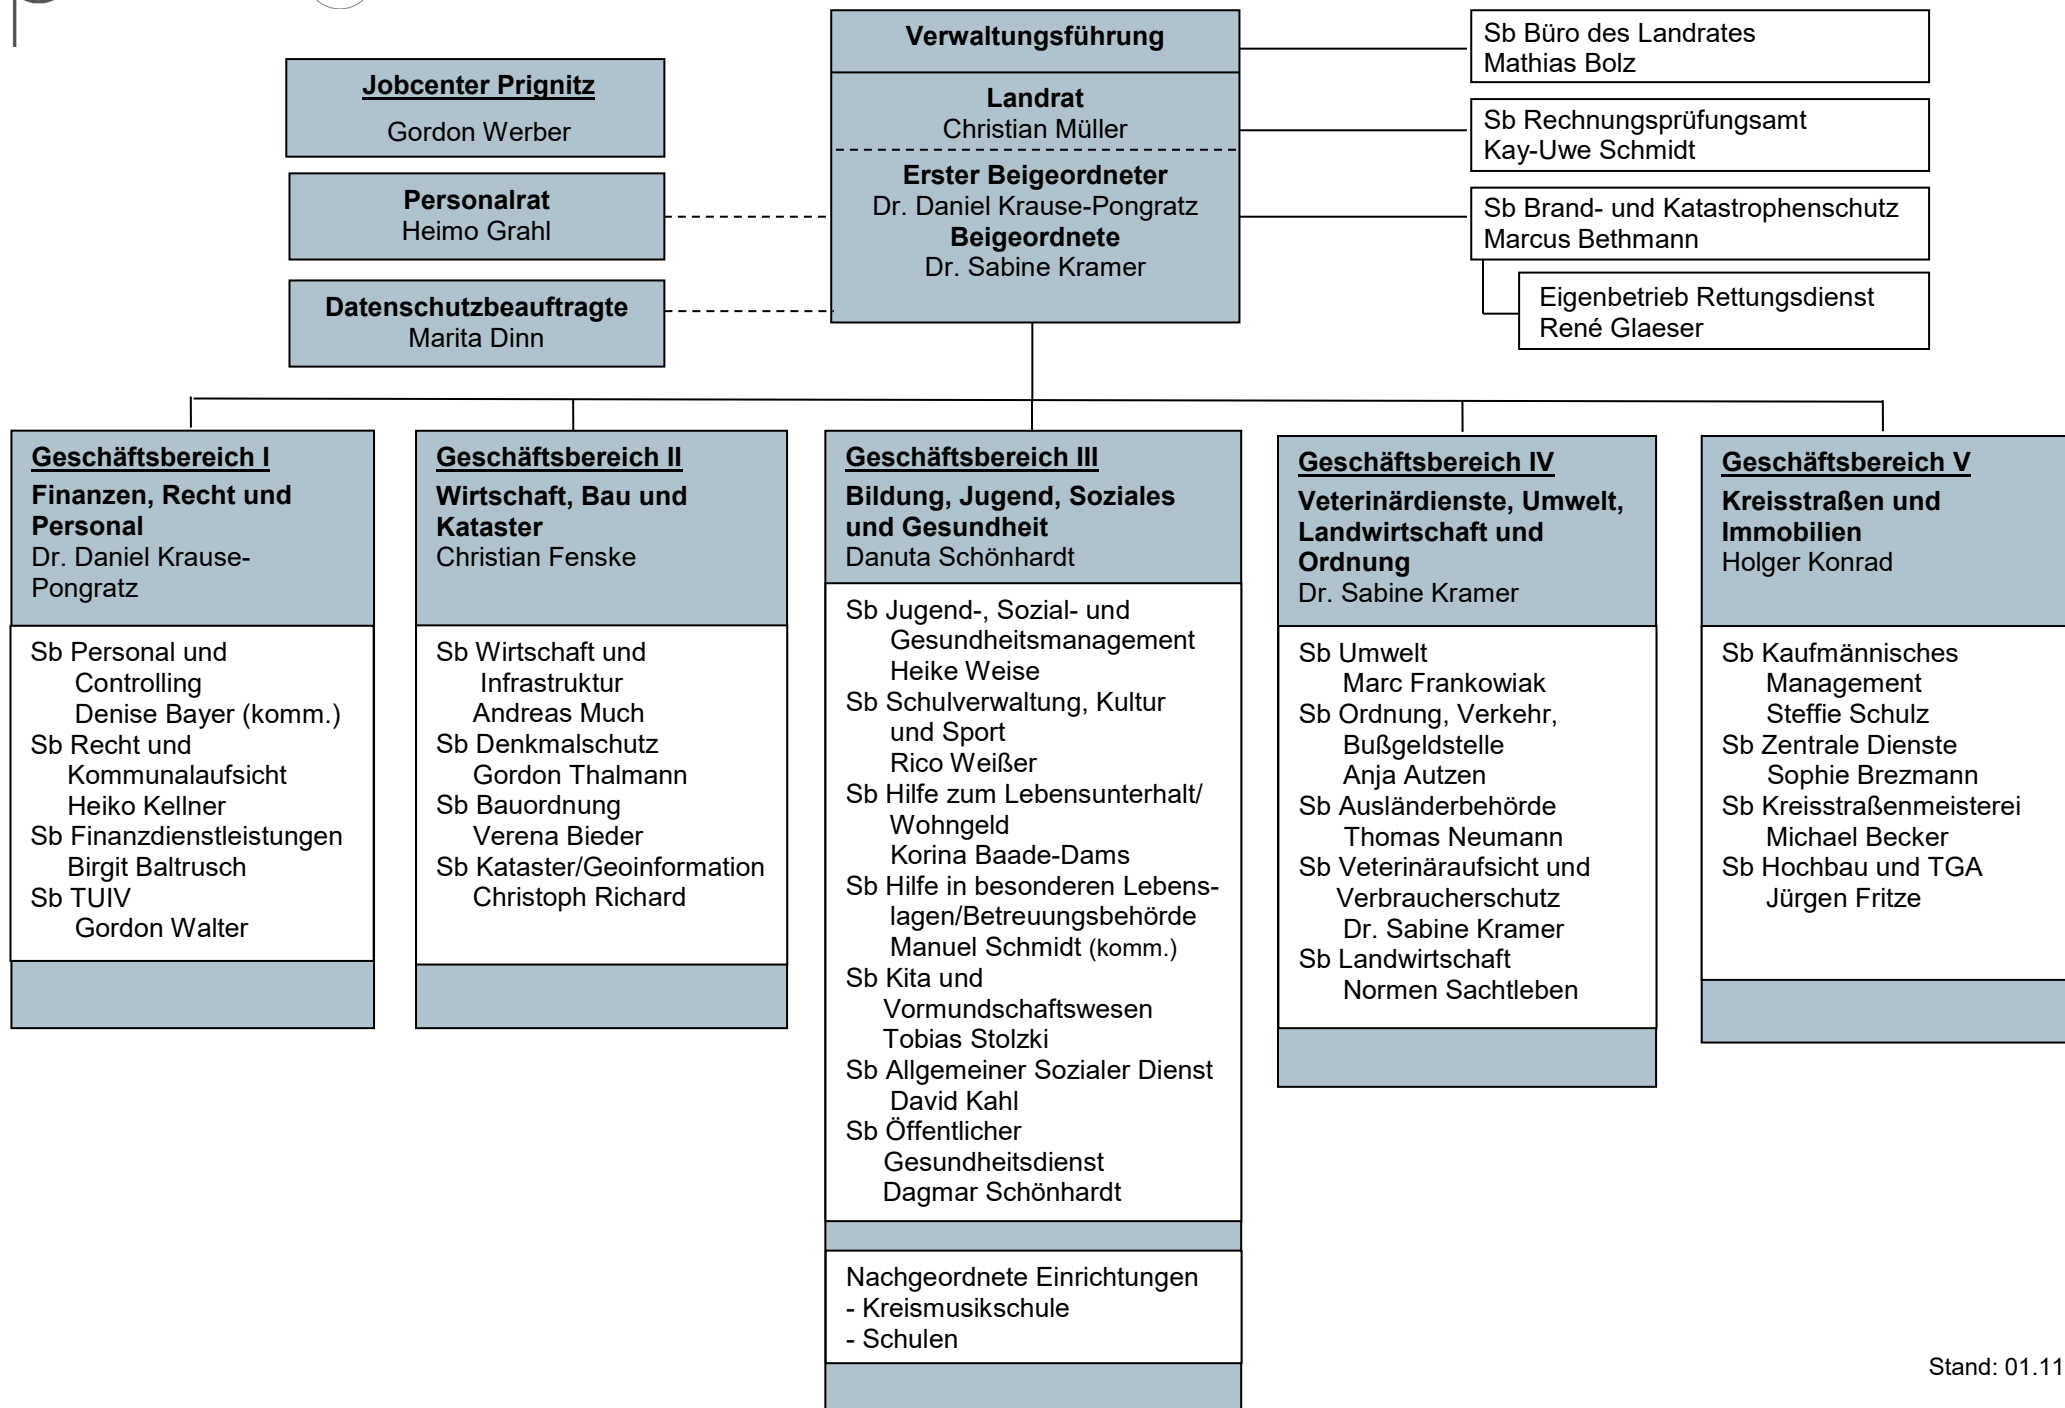 Verwaltungsführung
Landrat
Christian Müller
Erster Beigeordneter
Dr. Daniel Krause-Pongratz
Beigeordnete
Dr. Sabine Kramer
Jobcenter Prignitz
Gordon Werber
Personalrat
Heimo Grahl
Datenschutzbeauftragte
Marita Dinn
Sb Büro des Landrates
Mathias Bolz
Sb Rechnungsprüfungsamt
Kay-Uwe Schmidt
Sb Brand- und Katastrophenschutz
Marcus Bethmann
Eigenbetrieb Rettungsdienst
René Glaeser
Geschäftsbereich I
Finanzen, Recht und
Personal
Dr. Daniel Krause-
Pongratz
Sb Personal und
Controlling
Denise Bayer (komm.)
Sb Recht und
Kommunalaufsicht
Heiko Kellner
Sb Finanzdienstleistungen
Birgit Baltrusch
Sb TUIV
Gordon Walter
Geschäftsbereich II
Wirtschaft, Bau und
Kataster
Christian Fenske
Sb Wirtschaft und
Infrastruktur
Andreas Much
Sb Denkmalschutz
Gordon Thalmann
Sb Bauordnung
Verena Bieder
Sb Kataster/Geoinformation
Christoph Richard
Geschäftsbereich III
Bildung, Jugend, Soziales
und Gesundheit
Danuta Schönhardt
Sb Jugend-, Sozial- und
Gesundheitsmanagement
Heike Weise
Sb Schulverwaltung, Kultur
und Sport
Rico Weißer
Sb Hilfe zum Lebensunterhalt/
Wohngeld
Korina Baade-Dams
Sb Hilfe in besonderen Lebens-
lagen/Betreuungsbehörde
Manuel Schmidt (komm.)
Sb Kita und
Vormundschaftswesen
Tobias Stolzki
Sb Allgemeiner Sozialer Dienst
David Kahl
Sb Öffentlicher
Gesundheitsdienst
Dagmar Schönhardt
Nachgeordnete Einrichtungen
- Kreismusikschule
- Schulen
Geschäftsbereich IV
Veterinärdienste, Umwelt,
Landwirtschaft und
Ordnung
Dr. Sabine Kramer
Sb Umwelt
Marc Frankowiak
Sb Ordnung, Verkehr,
Bußgeldstelle
Anja Autzen
Sb Ausländerbehörde
Thomas Neumann
Sb Veterinäraufsicht und
Verbraucherschutz
Dr. Sabine Kramer
Sb Landwirtschaft
Normen Sachtleben
Geschäftsbereich V
Kreisstraßen und
Immobilien
Holger Konrad
Sb Kaufmännisches
Management
Steffie Schulz
Sb Zentrale Dienste
Sophie Brezmann
Sb Kreisstraßenmeisterei
Michael Becker
Sb Hochbau und TGA
Jürgen Fritze
Stand: 01.11